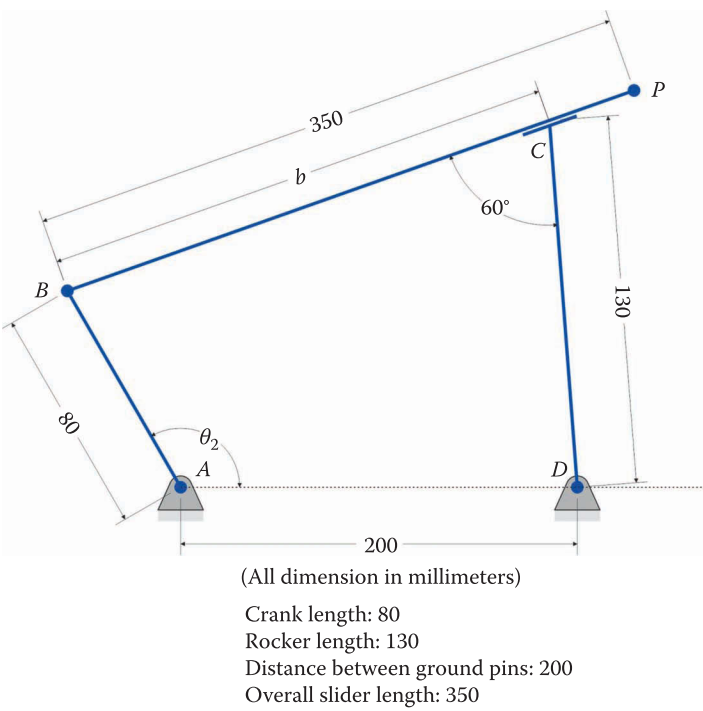 P
350
C
b
60°
B
130
80
θ2
A
D
200
(All dimension in millimeters)
Crank length: 80
Rocker length: 130
Distance between ground pins: 200
Overall slider length: 350